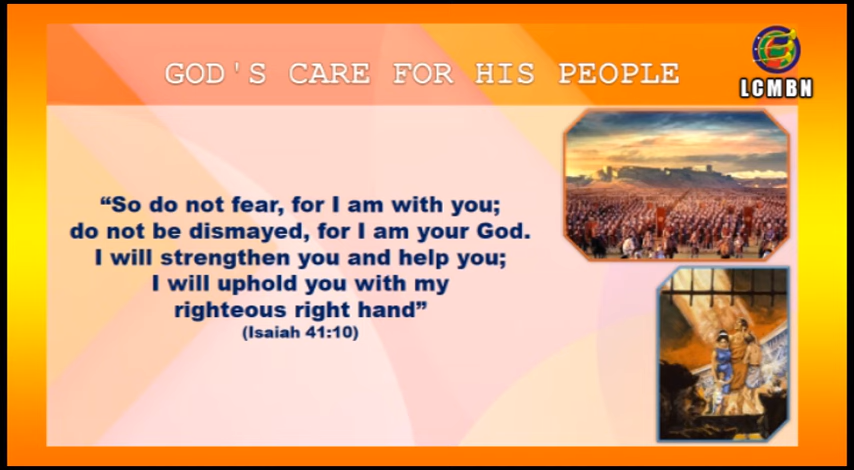 GOD'S CARE FOR HIS PEOPLE
LCMBN
“So do not fear, for I am with you;
do not be dismayed, for I am your God.
I will strengthen you and help you;
I will uphold you with my
righteous right hand”
(Isaiah 41:10)